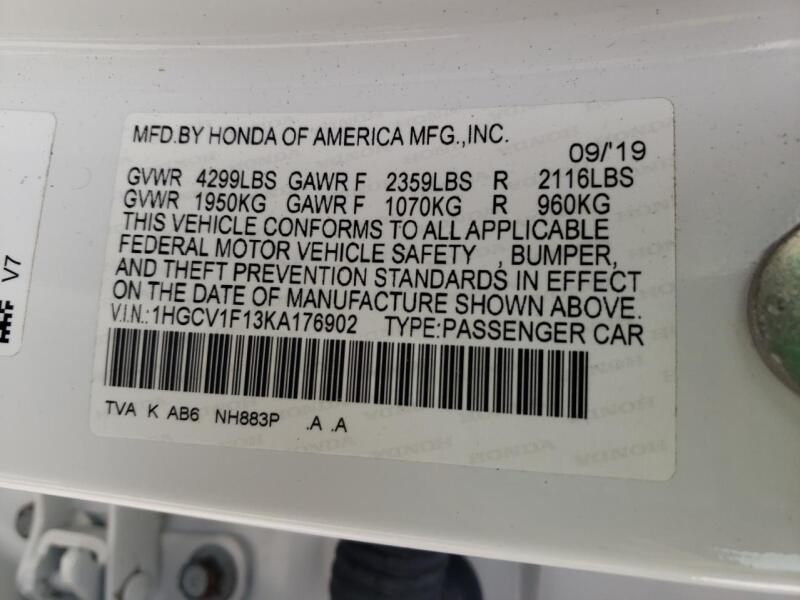 MFD.BY HONDA OF AMERICA MFG.,INC.
09/'19
GVWR 4299LBS GAWR F 2359LBS R 2116LBS
GVWR 1950KG GAWR F 1070KG R 960KG
THIS VEHICLE CONFORMS TO ALL APPLICABLE
FEDERAL MOTOR VEHICLE SAFETY , BUMPER,
AND THEFT PREVENTION STANDARDS IN EFFECT
ON THE DATE OF MANUFACTURE SHOWN ABOVE.
V.I.N.:1HGCV1F13KA176902 TYPE:PASSENGER CAR
TVA K AB6 NH883P .A .A
V7